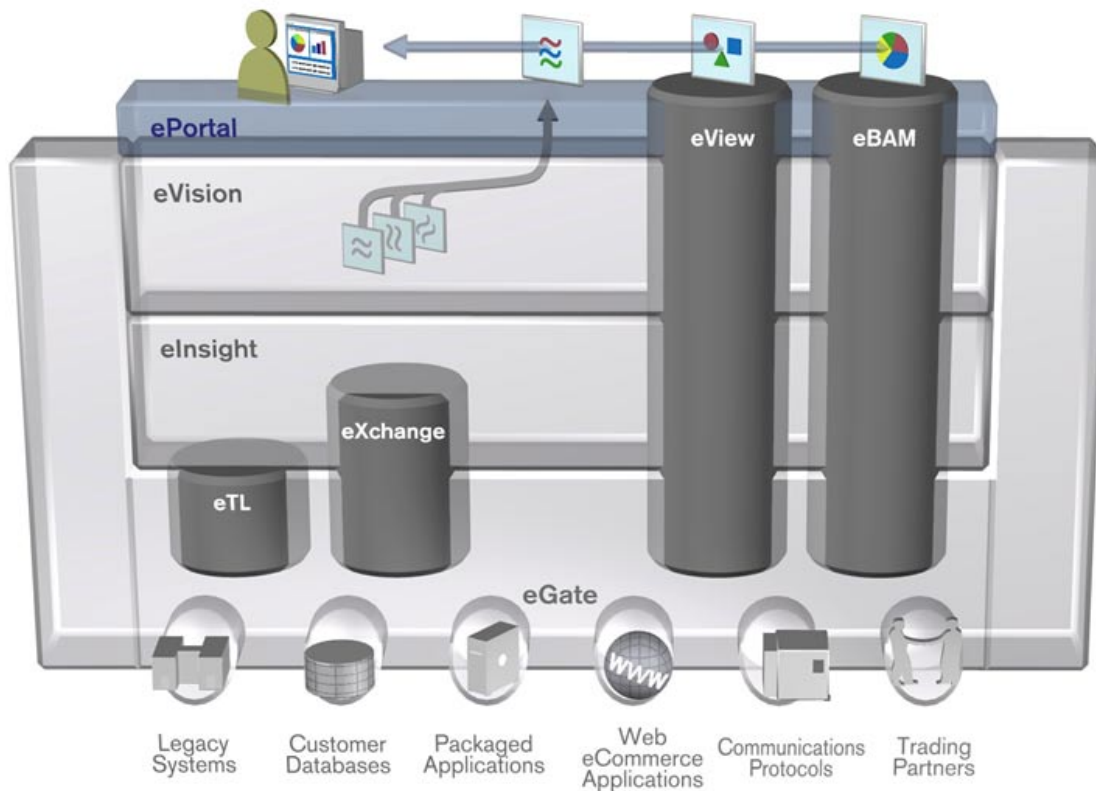 ePortal
eView
eBAM
eVision
eInsight
eXchange
eTL
eGate
WWW
Legacy
Systems
Customer
Databases
Packaged
Applications
Web
eCommerce
Applications
Communications
Protocols
Trading
Partners